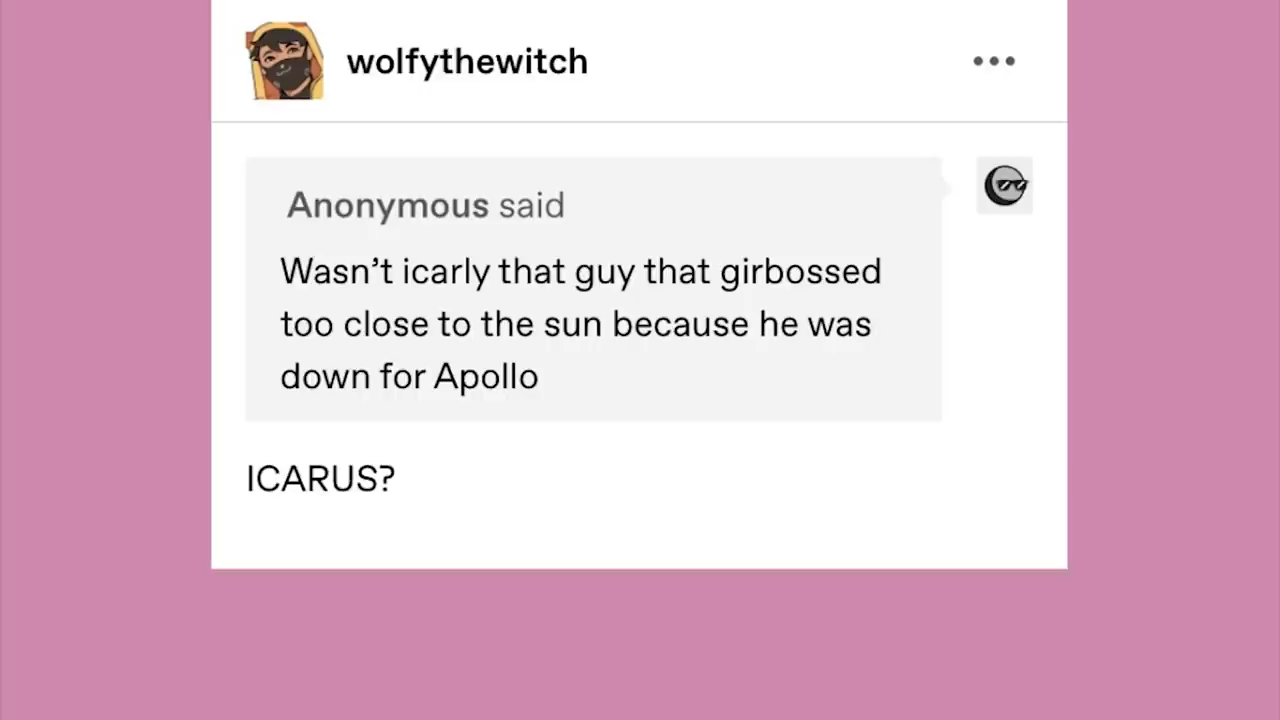 wolfythewitch
Anonymous said
Wasn't icarly that guy that girbossed
too close to the sun because he was
down for Apollo
ICARUS?